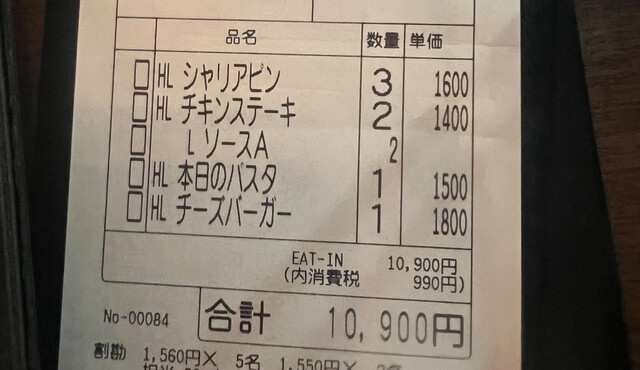 品名 数量 単価
HL シャリアピン 3 1600
HL チキンステーキ 2 1400
L ソースA 2
HL 本日のパスタ 1 1500
HL チーズバーガー 1 1800
EAT-IN 10,900円
(内消費税 990円)
No-00084 合計 10,900円
割勘 1,560円× 5名 1,550円×